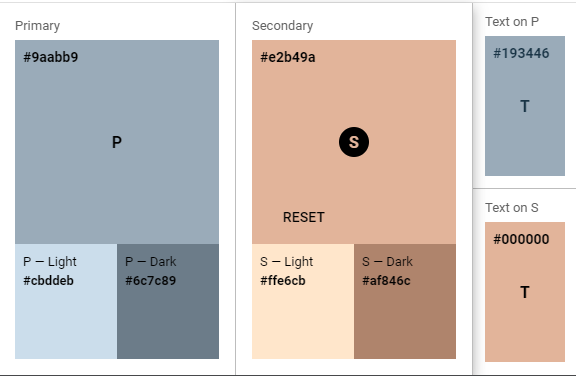 Primary
#9aabb9
P
P — Light
#cbddeb
P — Dark
#6c7c89
Secondary
#e2b49a
S
RESET
S — Light
#ffe6cb
S — Dark
#af846c
Text on P
#193446
T
Text on S
#000000
T